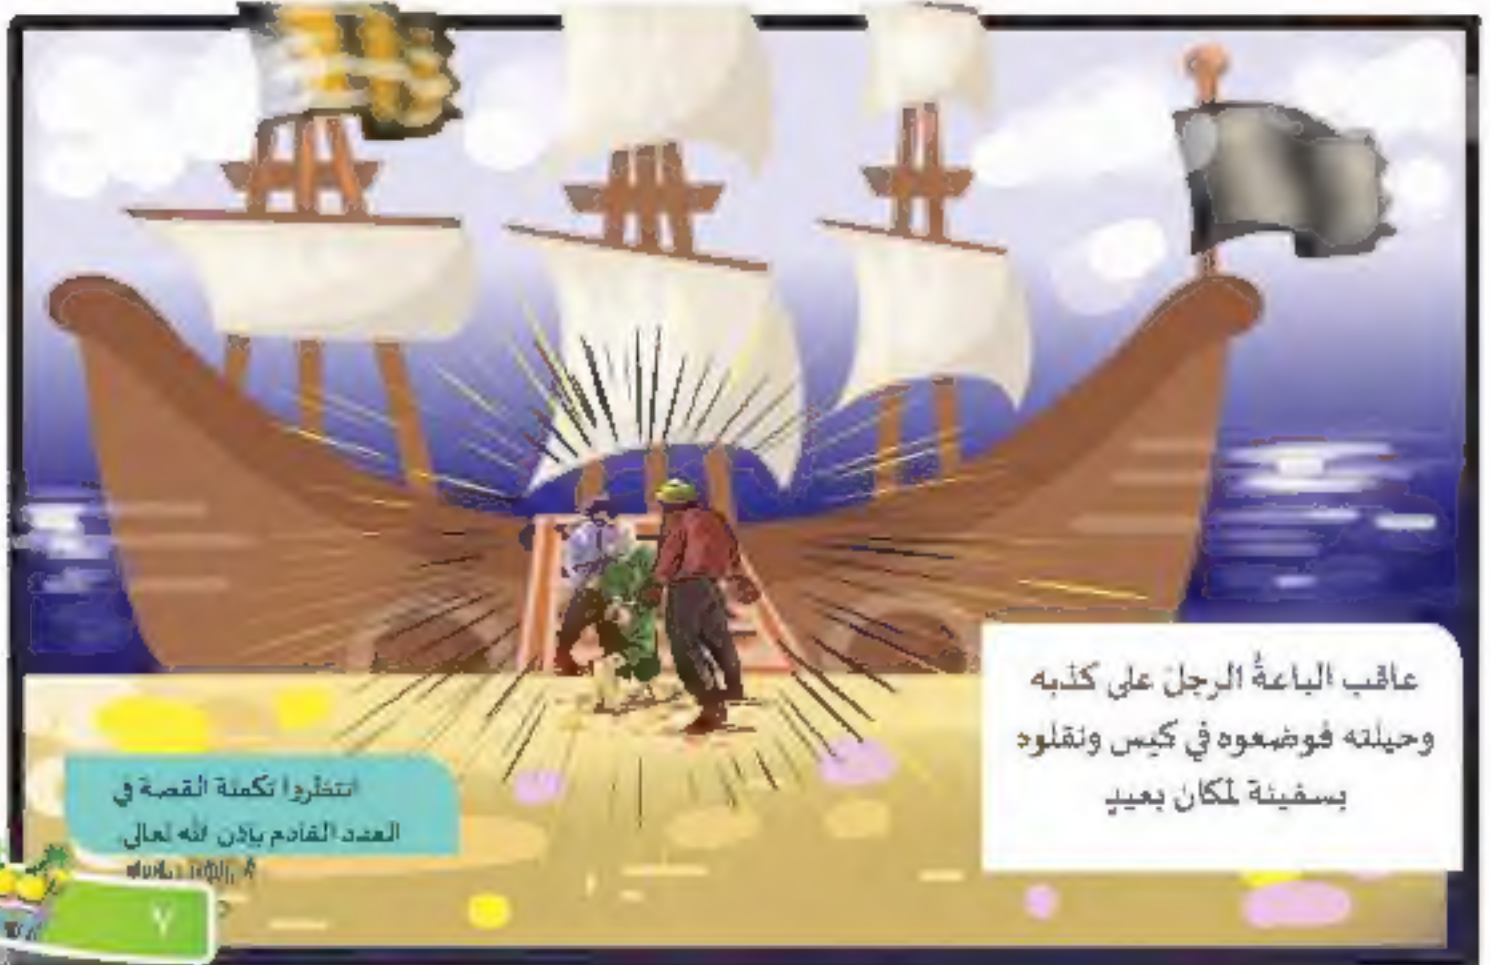 عاقب الباعةُ الرجلَ على كذبه
وحيلته فوضعوه في كيس ونقلوه
بسفينة لمكان بعيدٍ
انتظروا تكملة القصة في
العدد القادم بإذن الله تعالى
٧